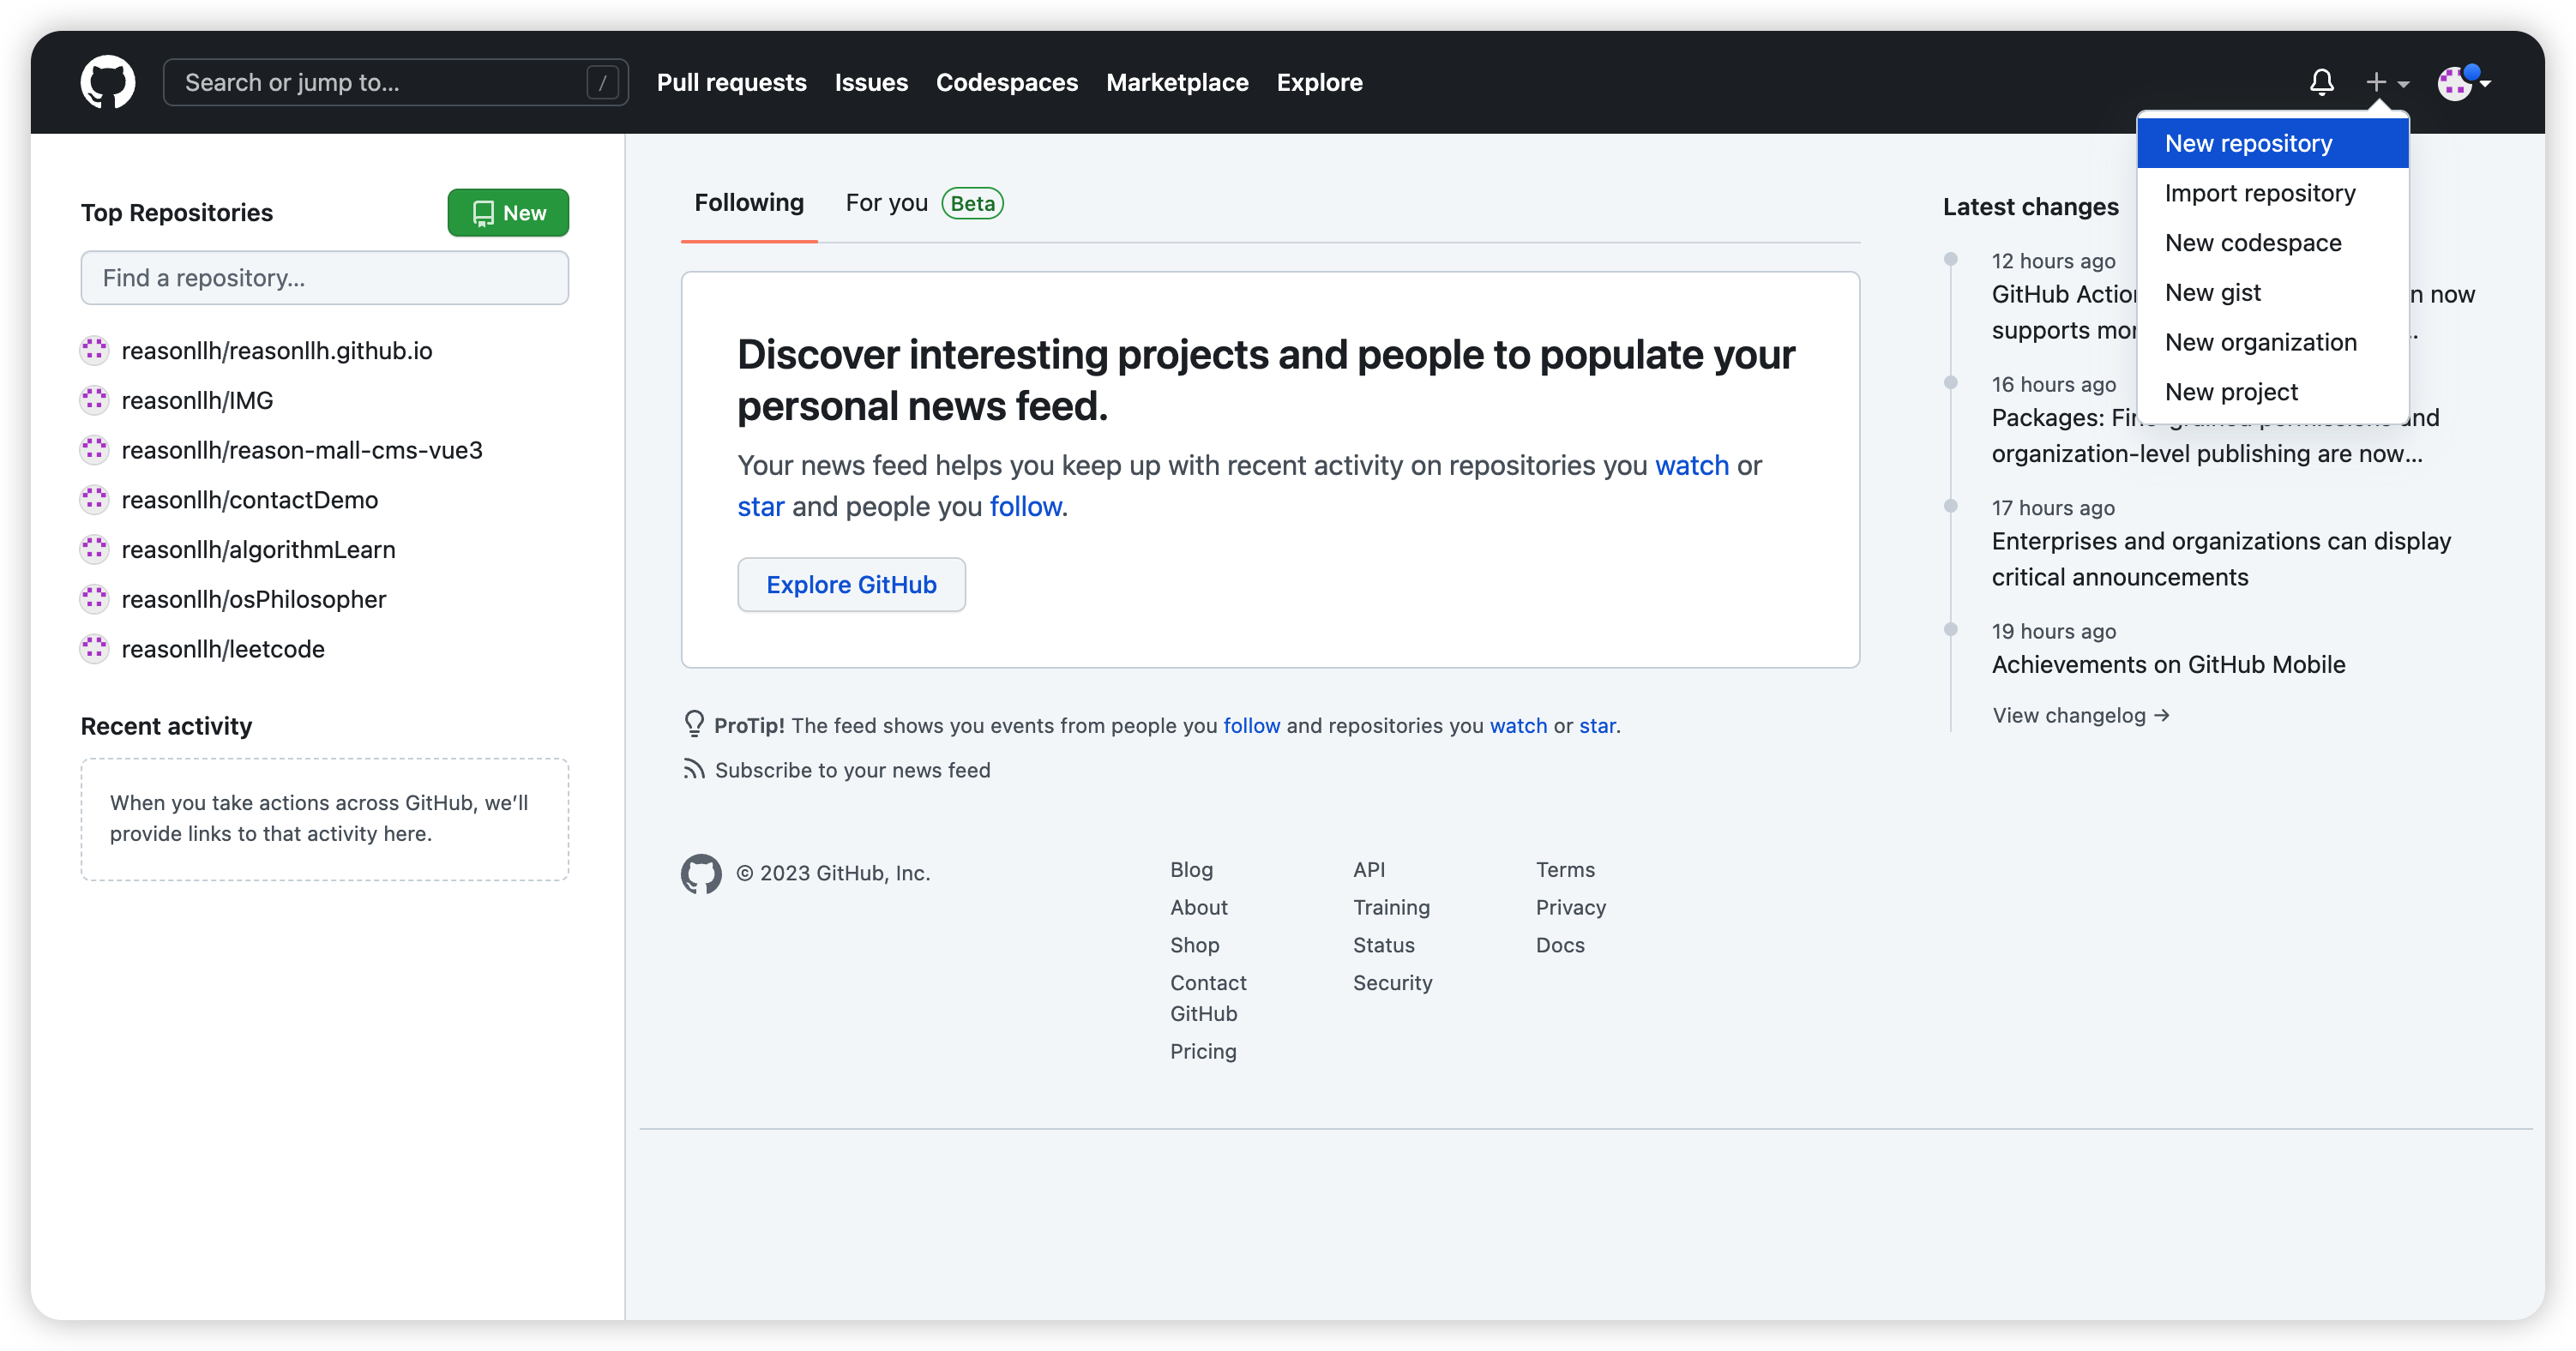 Search or jump to...
/
Pull requests
Issues
Codespaces
Marketplace
Explore
New repository
Import repository
New codespace
New gist
New organization
New project
Top Repositories
New
Find a repository...
reasonllh/reasonllh.github.io
reasonllh/IMG
reasonllh/reason-mall-cms-vue3
reasonllh/contactDemo
reasonllh/algorithmLearn
reasonllh/osPhilosopher
reasonllh/leetcode
Recent activity
When you take actions across GitHub, we’ll
provide links to that activity here.
Following
For you
Beta
Discover interesting projects and people to populate your
personal news feed.
Your news feed helps you keep up with recent activity on repositories you watch or
star and people you follow.
Explore GitHub
ProTip! The feed shows you events from people you follow and repositories you watch or star.
Subscribe to your news feed
Latest changes
12 hours ago
GitHub now
supports
16 hours ago
Packages: and
organization-level publishing are now...
17 hours ago
Enterprises and organizations can display
critical announcements
19 hours ago
Achievements on GitHub Mobile
View changelog →
© 2023 GitHub, Inc.
Blog
About
Shop
Contact
GitHub
Pricing
API
Training
Status
Security
Terms
Privacy
Docs